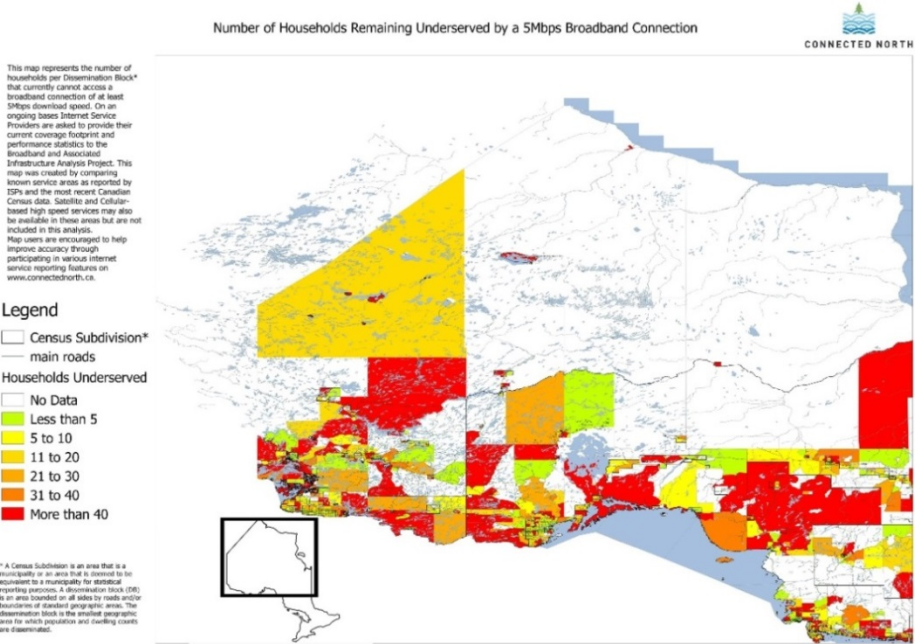 Number of Households Remaining Underserved by a 5Mbps Broadband Connection
CONNECTED NORTH
This map represents the number of
households per Dissemination Block*
that currently cannot access a
broadband connection of at least
5Mbps download speed. On an
ongoing bases Internet Service
Providers are asked to provide their
current coverage footprint and
performance statistics to the
Broadband and Associated
Infrastructure Analysis Project. This
map was created by comparing
known service areas as reported by
ISPs and the most recent Canadian
Census data. Satellite and Cellular-
based high speed services may also
be available in these areas but are not
included in this analysis.
Map users are encouraged to help
improve accuracy through
participating in various internet
service reporting features on
www.connectednorth.ca.
Legend
Census Subdivision*
main roads
Households Underserved
No Data
Less than 5
5 to 10
11 to 20
21 to 30
31 to 40
More than 40
* A Census Subdivision is an area that is a
municipality or an area that is deemed to be
equivalent to a municipality for statistical
reporting purposes. A dissemination block (DB)
is an area bounded on all sides by roads and/or
boundaries of standard geographic areas. The
dissemination block is the smallest geographic
area for which population and dwelling counts
are disseminated.